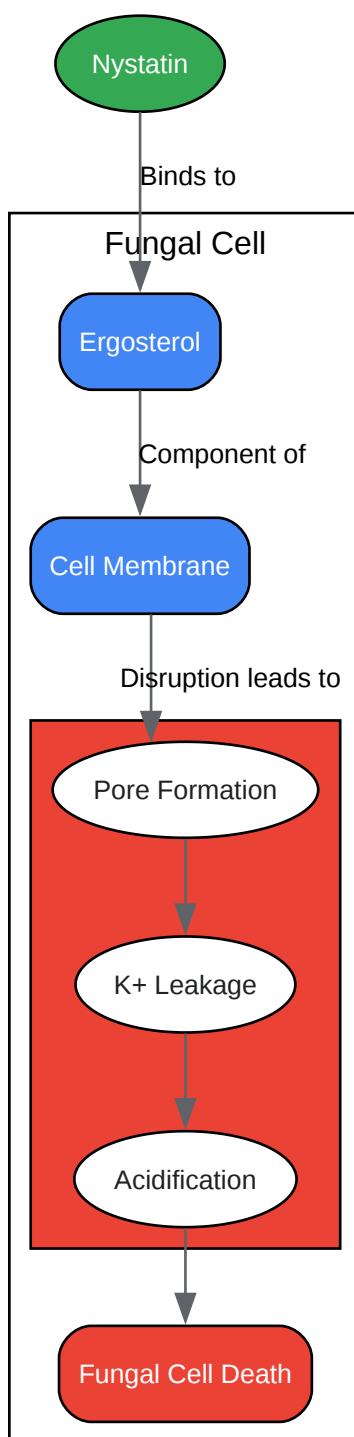 Nystatin
Binds to
Fungal Cell
Ergosterol
Component of
Cell Membrane
Disruption leads to
Pore Formation
K+ Leakage
Acidification
Fungal Cell Death